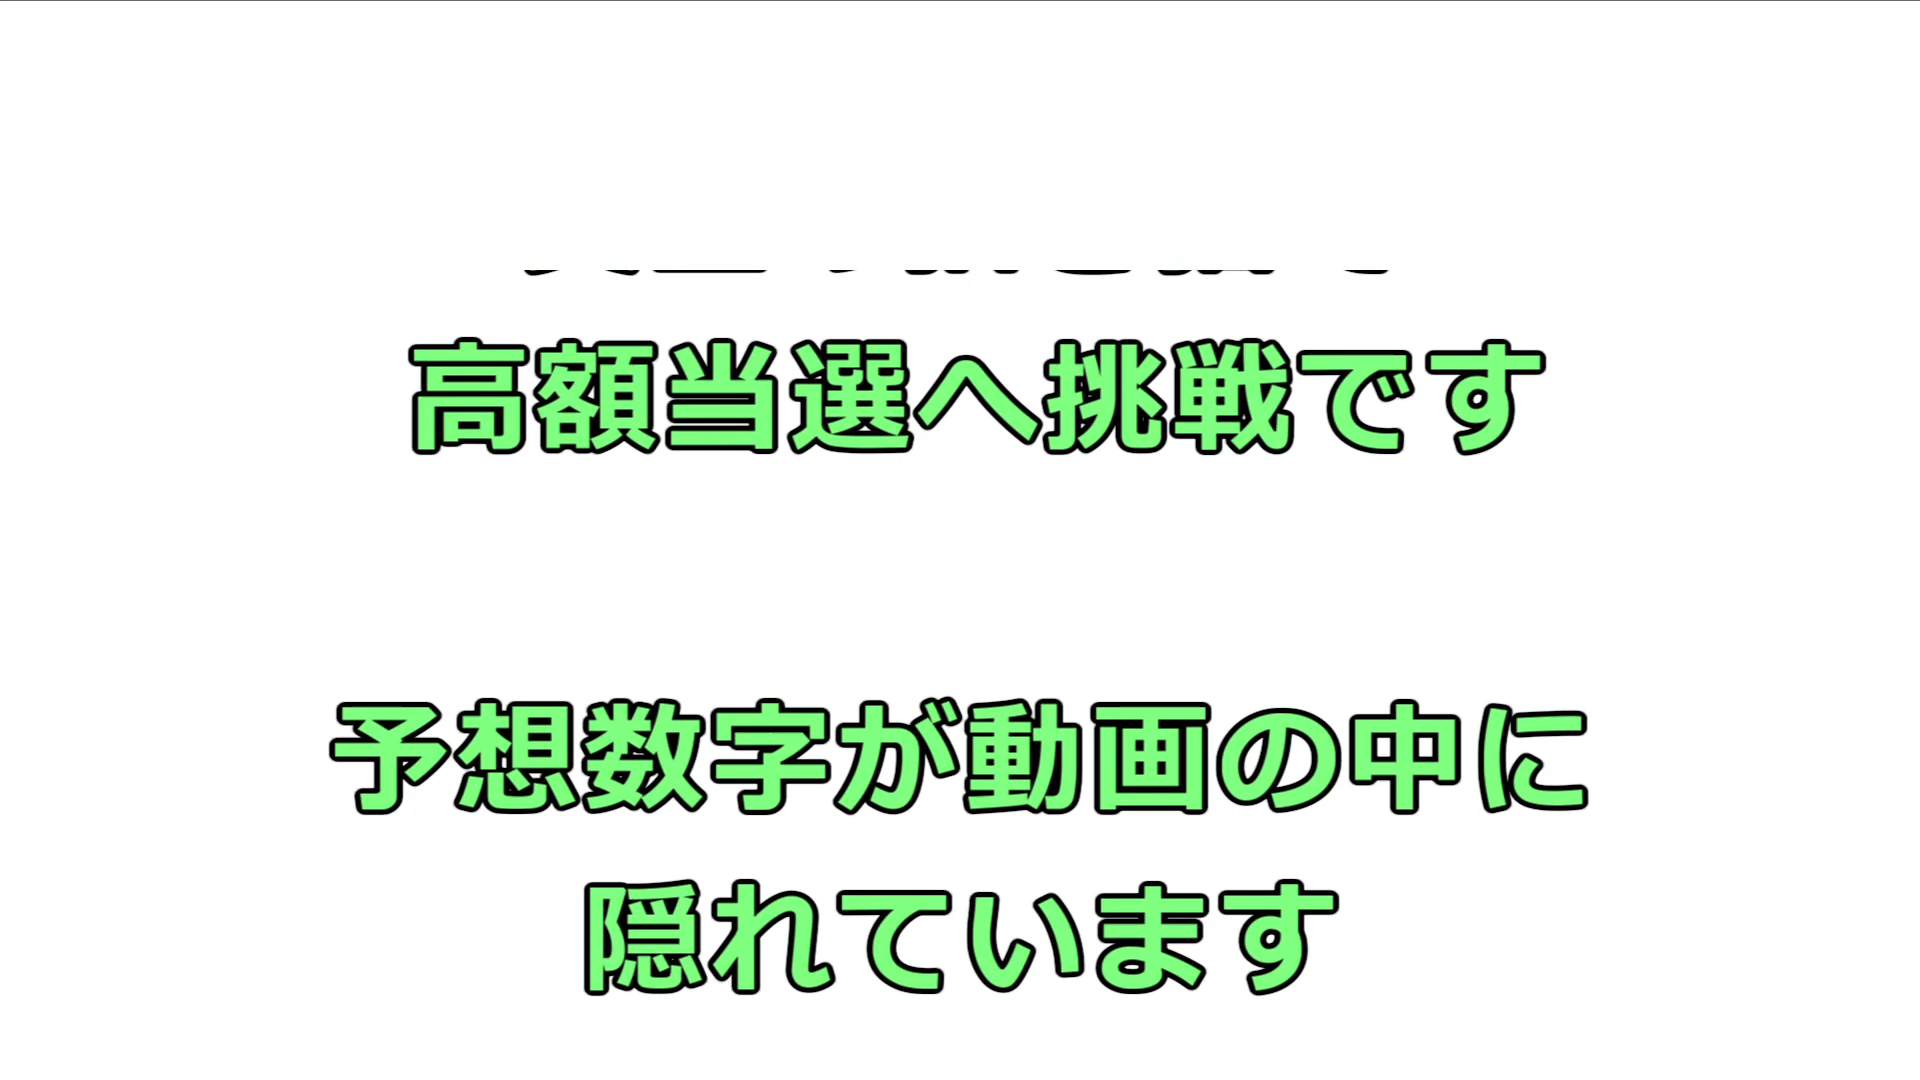 高額当選へ挑戦です
予想数字が動画の中に
隠れています